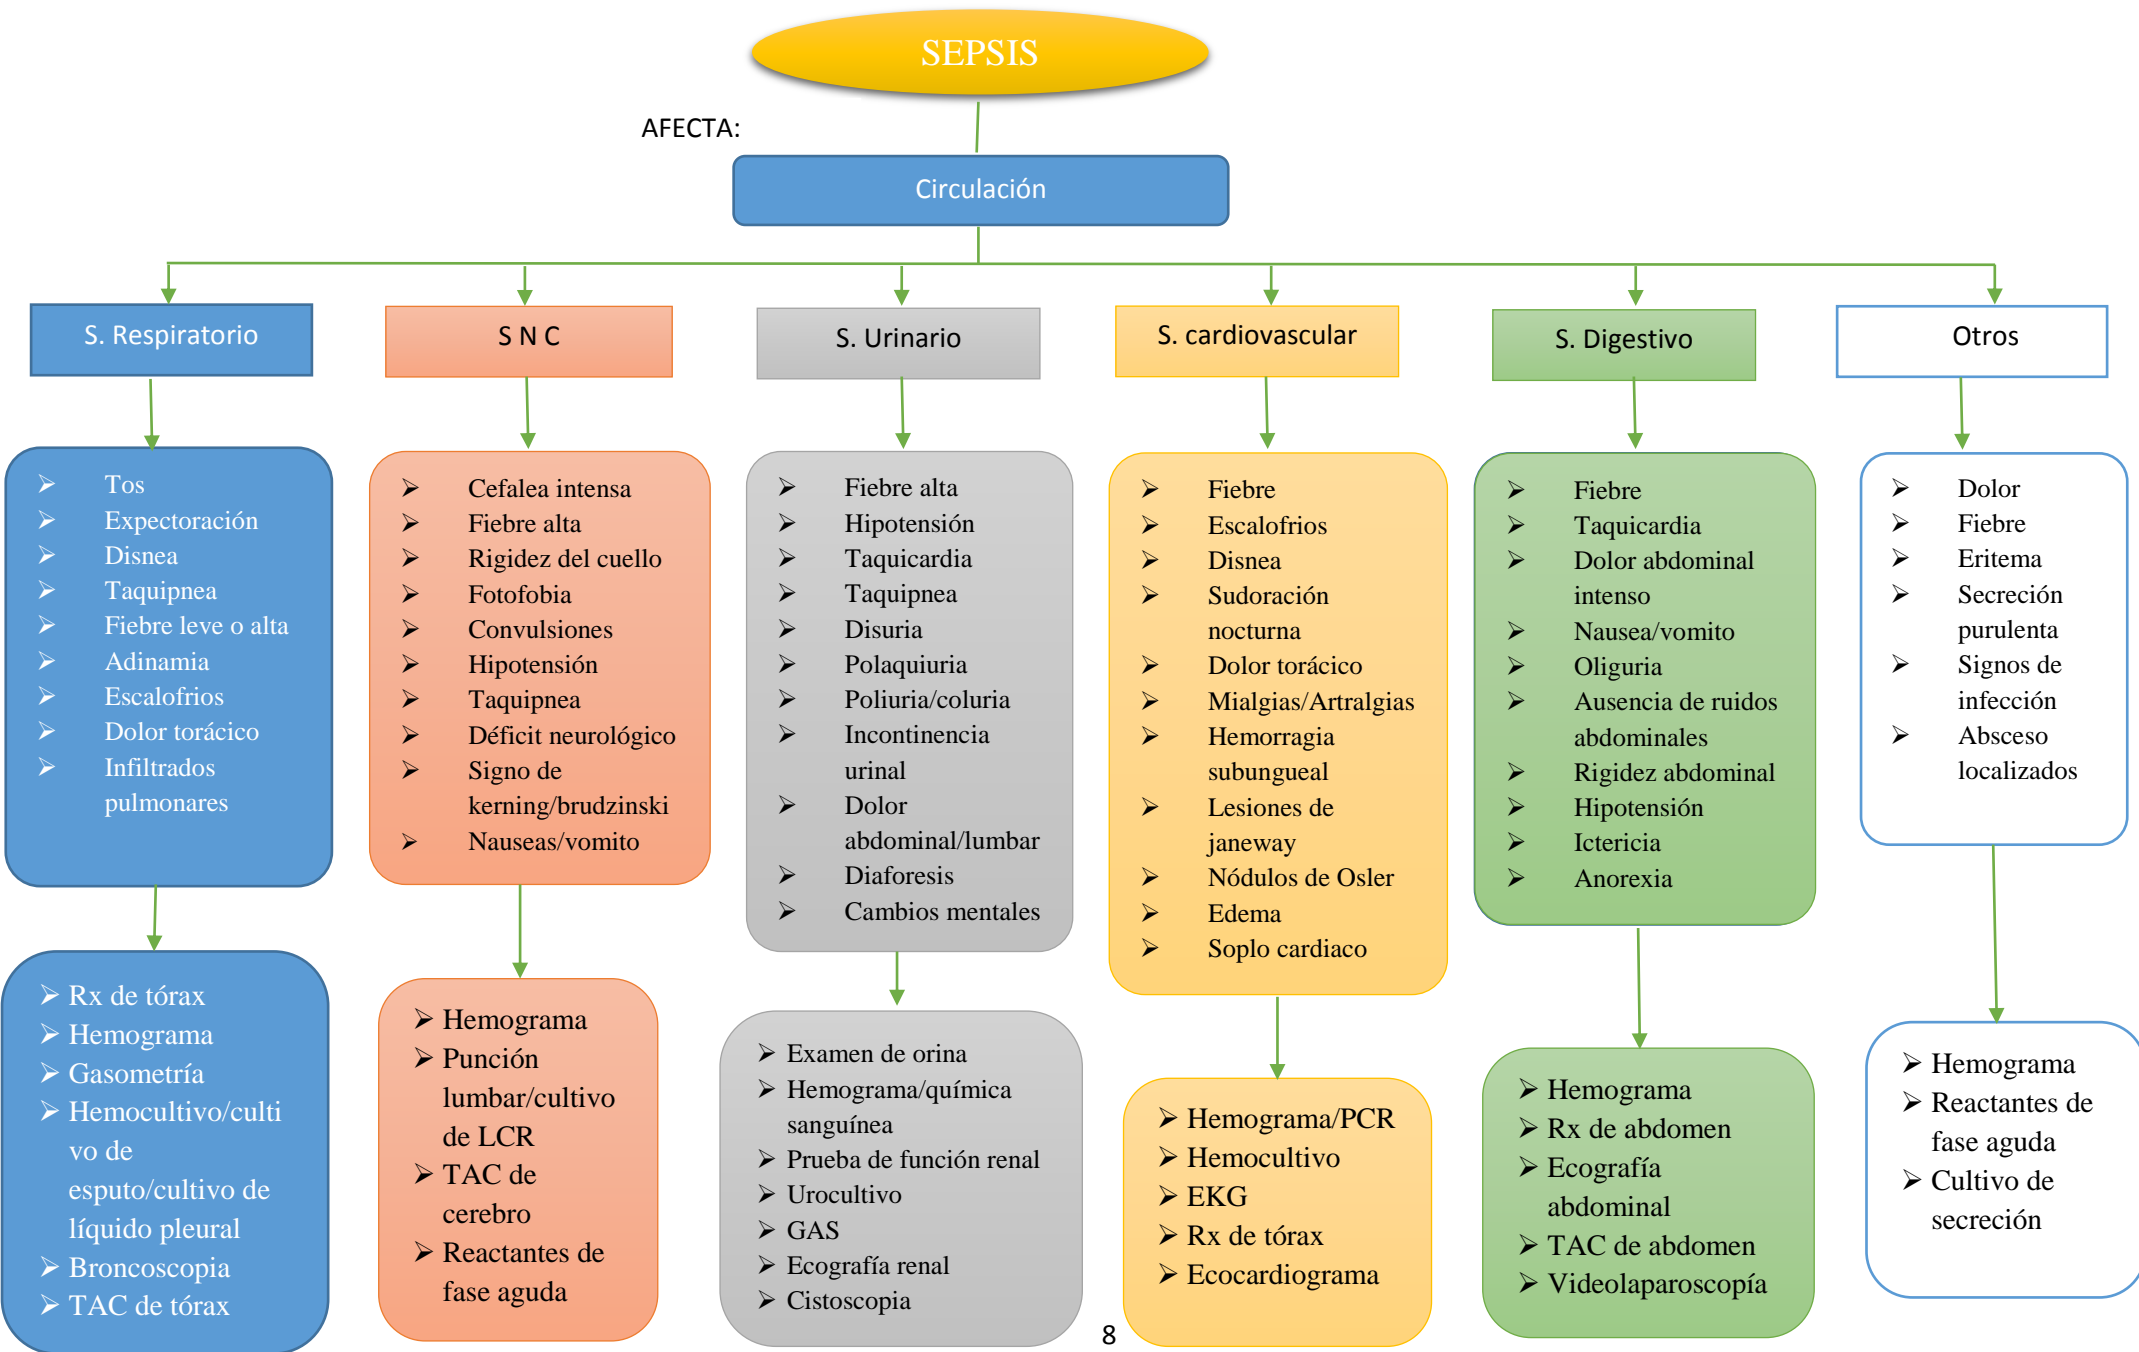 SEPSIS
AFECTA:
Circulación
S. Respiratorio
S N C
S. Urinario
S. cardiovascular
S. Digestivo
Otros
➢ Tos
➢ Expectoración
➢ Disnea
➢ Taquipnea
➢ Fiebre leve o alta
➢ Adinamia
➢ Escalofrios
➢ Dolor torácico
➢ Infiltrados
pulmonares
➢ Cefalea intensa
➢ Fiebre alta
➢ Rigidez del cuello
➢ Fotofobia
➢ Convulsiones
➢ Hipotensión
➢ Taquipnea
➢ Déficit neurológico
➢ Signo de
kerning/brudzinski
➢ Nauseas/vomito
➢ Fiebre alta
➢ Hipotensión
➢ Taquicardia
➢ Taquipnea
➢ Disuria
➢ Polaquiuria
➢ Poliuria/coluria
➢ Incontinencia
urinal
➢ Dolor
abdominal/lumbar
➢ Diaforesis
➢ Cambios mentales
➢ Fiebre
➢ Escalofrios
➢ Disnea
➢ Sudoración
nocturna
➢ Dolor torácico
➢ Mialgias/Artralgias
➢ Hemorragia
subungueal
➢ Lesiones de
janeway
➢ Nódulos de Osler
➢ Edema
➢ Soplo cardiaco
➢ Fiebre
➢ Taquicardia
➢ Dolor abdominal
intenso
➢ Nausea/vomito
➢ Oliguria
➢ Ausencia de ruidos
abdominales
➢ Rigidez abdominal
➢ Hipotensión
➢ Ictericia
➢ Anorexia
➢ Dolor
➢ Fiebre
➢ Eritema
➢ Secreción
purulenta
➢ Signos de
infección
➢ Absceso
localizados
➢ Rx de tórax
➢ Hemograma
➢ Gasometría
➢ Hemocultivo/culti
vo de
esputo/cultivo de
líquido pleural
➢ Broncoscopia
➢ TAC de tórax
➢ Hemograma
➢ Punción
lumbar/cultivo
de LCR
➢ TAC de
cerebro
➢ Reactantes de
fase aguda
➢ Examen de orina
➢ Hemograma/química
sanguínea
➢ Prueba de función renal
➢ Urocultivo
➢ GAS
➢ Ecografía renal
➢ Cistoscopia
➢ Hemograma/PCR
➢ Hemocultivo
➢ EKG
➢ Rx de tórax
➢ Ecocardiograma
➢ Hemograma
➢ Rx de abdomen
➢ Ecografía
abdominal
➢ TAC de abdomen
➢ Videolaparoscopía
➢ Hemograma
➢ Reactantes de
fase aguda
➢ Cultivo de
secreción
8